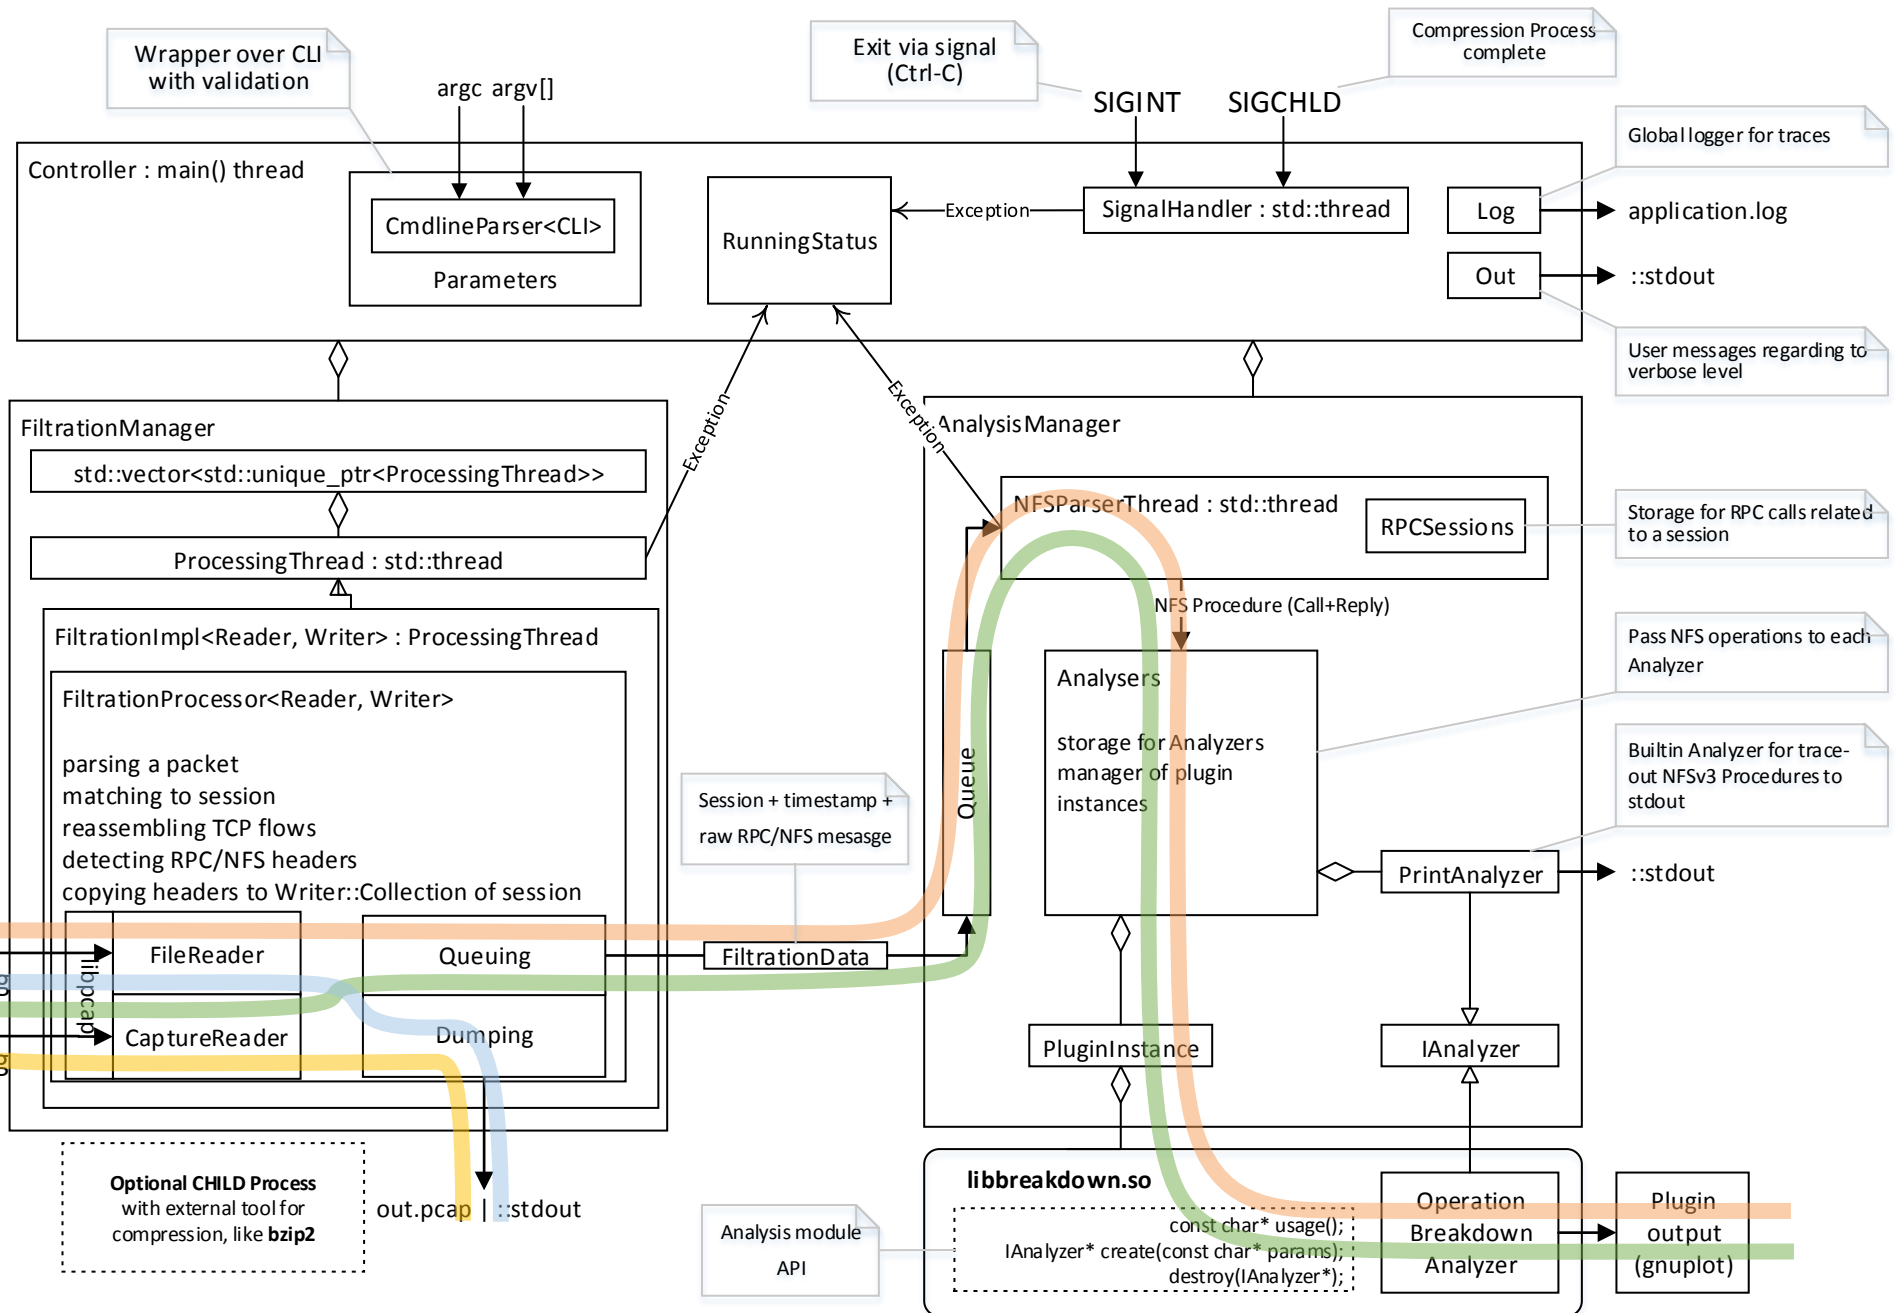 Wrapper over CLI
with validation
argc argv[]
Exit via signal
(Ctrl-C)
Compression Process
complete
SIGINT
SIGCHLD
Global logger for traces
Controller : main() thread
CmdlineParser<CLI>
Parameters
RunningStatus
Exception
SignalHandler : std::thread
Log
application.log
Out
::stdout
User messages regarding to
verbose level
Exception
Exception
FiltrationManager
std::vector<std::unique_ptr<ProcessingThread>>
ProcessingThread : std::thread
FiltrationImpl<Reader, Writer> : ProcessingThread
FiltrationProcessor<Reader, Writer>
parsing a packet
matching to session
reassembling TCP flows
detecting RPC/NFS headers
copying headers to Writer::Collection of session
libpcap
FileReader
CaptureReader
Queuing
Dumping
Session + timestamp +
raw RPC/NFS mesasge
FiltrationData
Optional CHILD Process
with external tool for
compression, like bzip2
out.pcap | ::stdout
AnalysisManager
NFSParserThread : std::thread
RPCSessions
Storage for RPC calls related
to a session
NFS Procedure (Call+Reply)
Queue
Analysers
storage for Analyzers
manager of plugin
instances
Pass NFS operations to each
Analyzer
Builtin Analyzer for trace-
out NFSv3 Procedures to
stdout
PrintAnalyzer
::stdout
PluginInstance
IAnalyzer
libbreakdown.so
const char* usage();
IAnalyzer* create(const char* params);
destroy(IAnalyzer*);
Analysis module
API
Operation
Breakdown
Analyzer
Plugin
output
(gnuplot)